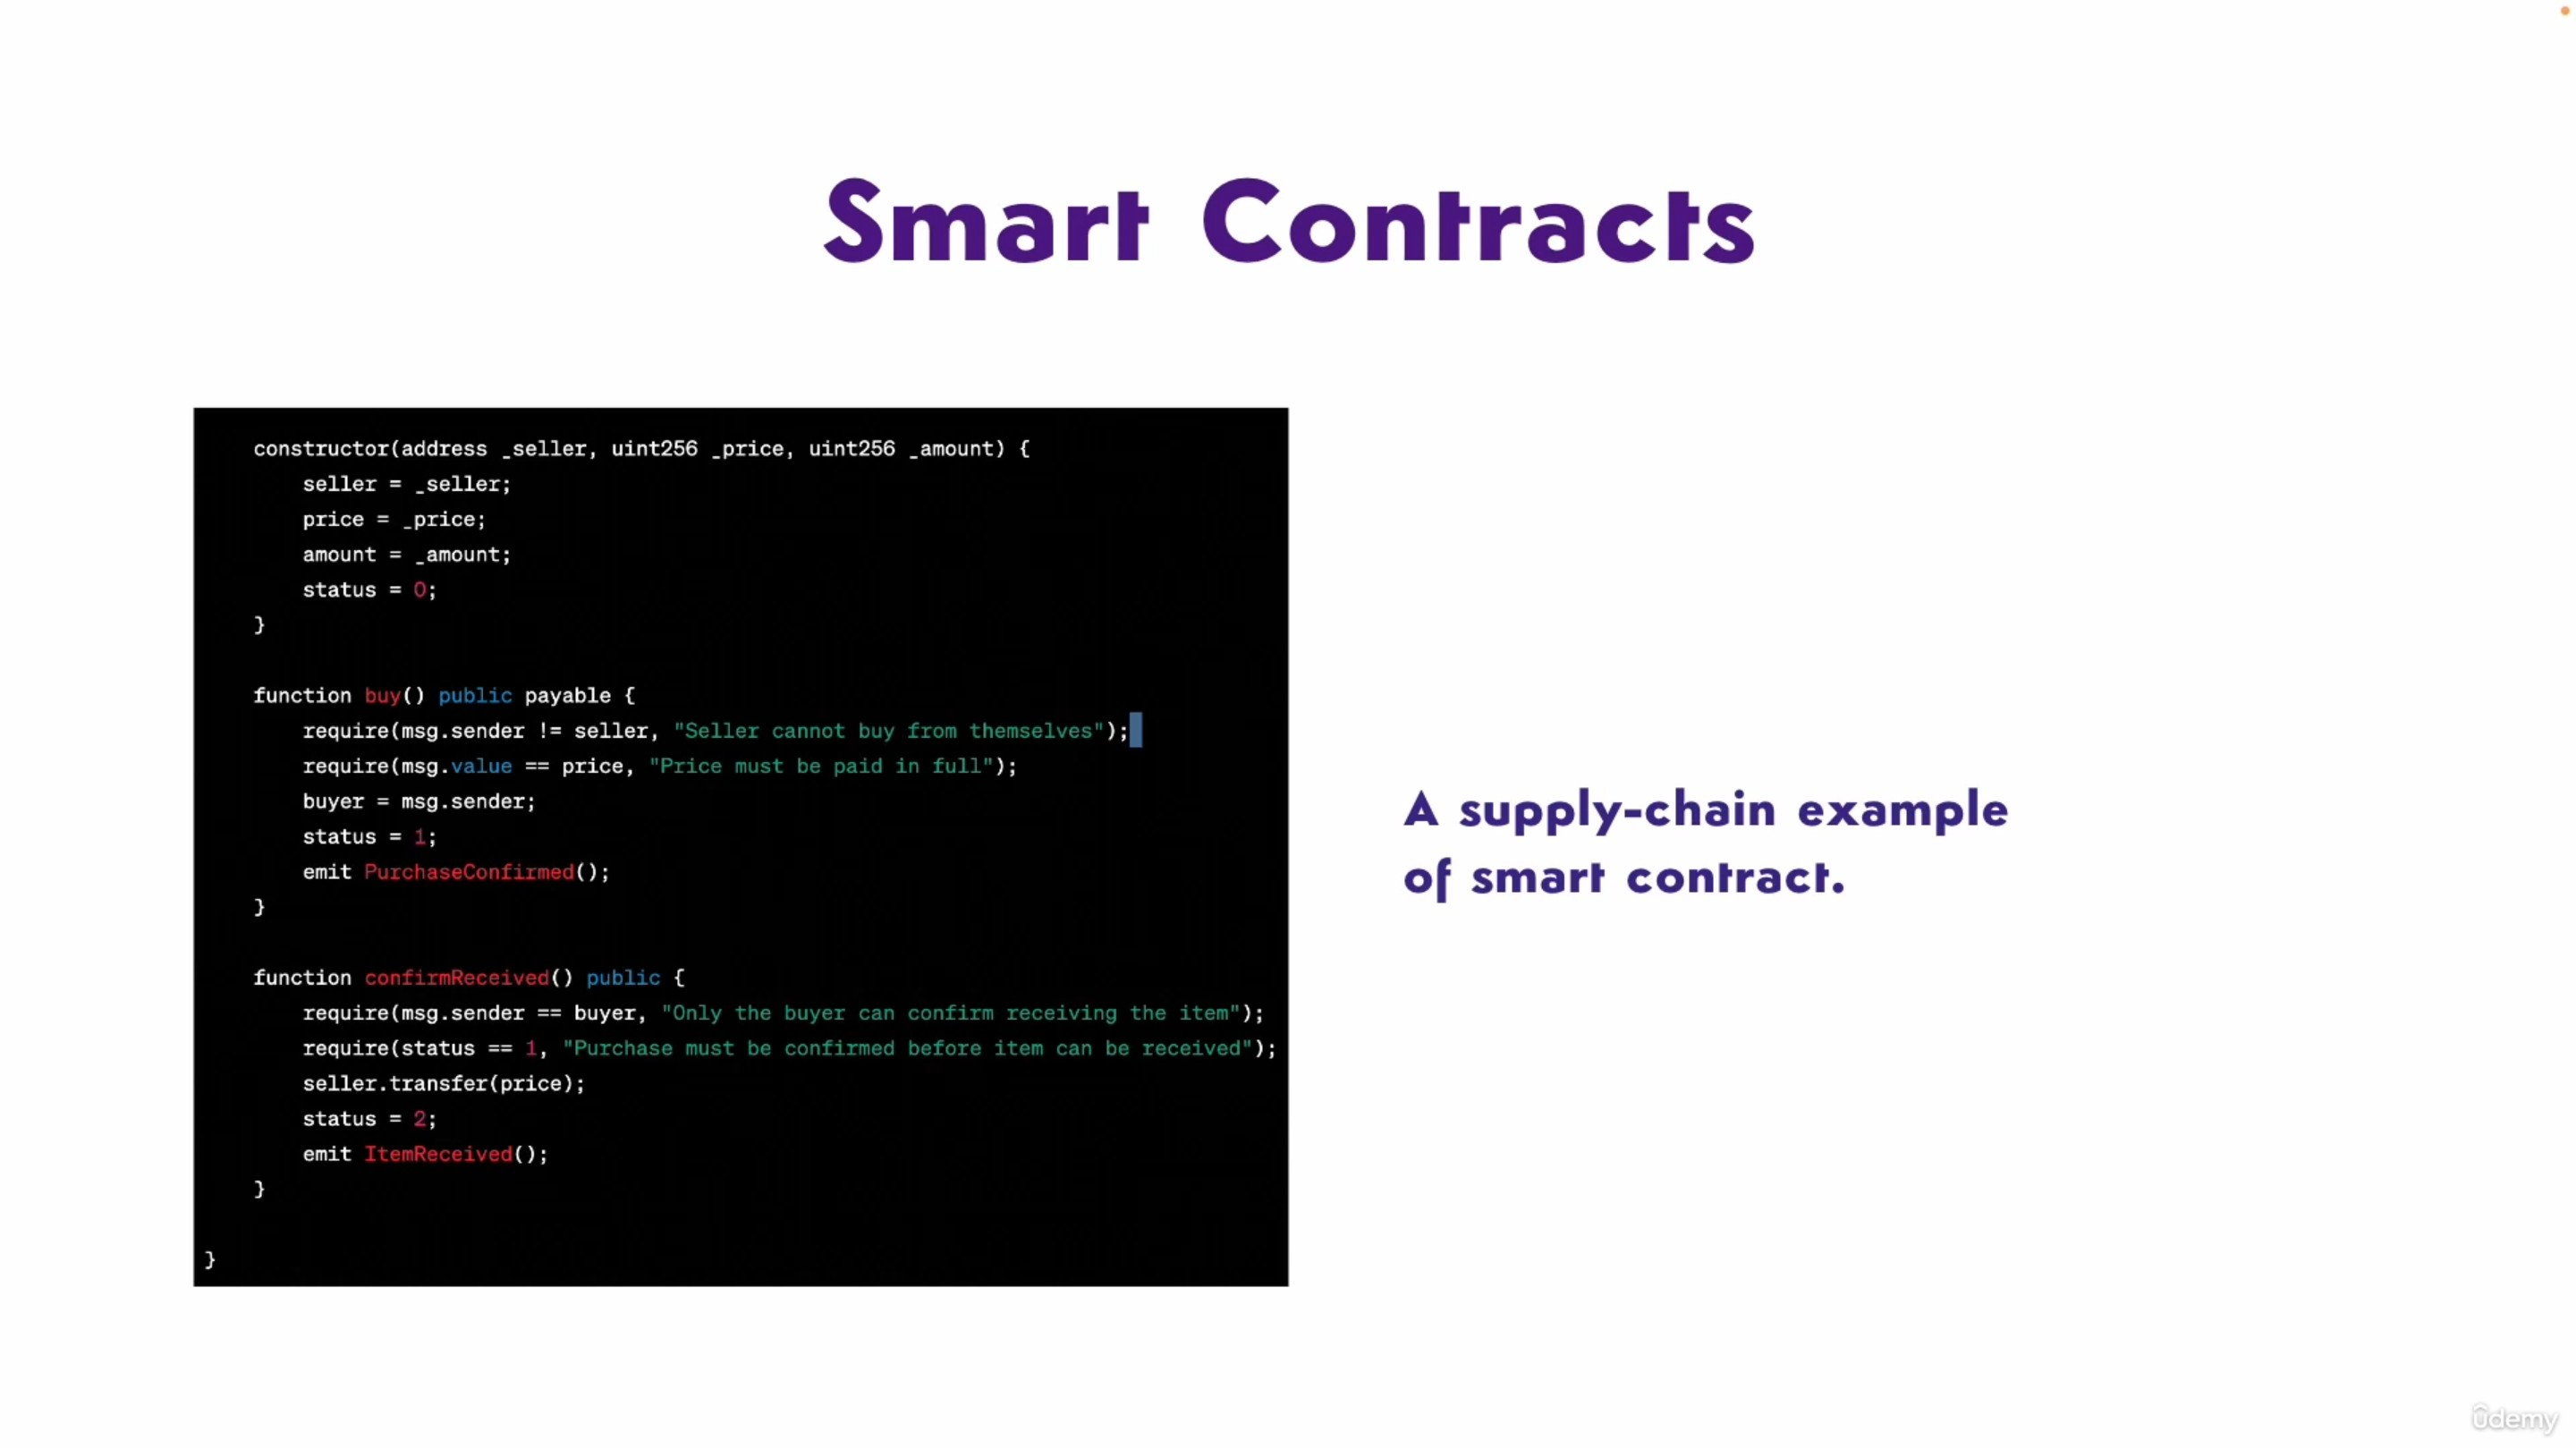 Smart Contracts
constructor(address _seller, uint256 _price, uint256 _amount) {
seller = _seller;
price = _price;
amount = _amount;
status = 0;
}
function buy() public payable {
require(msg.sender != seller, "Seller cannot buy from themselves");
require(msg.value == price, "Price must be paid in full");
buyer = msg.sender;
status = 1;
emit PurchaseConfirmed();
}
function confirmReceived() public {
require(msg.sender == buyer, "Only the buyer can confirm receiving the item");
require(status == 1, "Purchase must be confirmed before item can be received");
seller.transfer(price);
status = 2;
emit ItemReceived();
}
}
A supply-chain example
of smart contract.
ûdemy